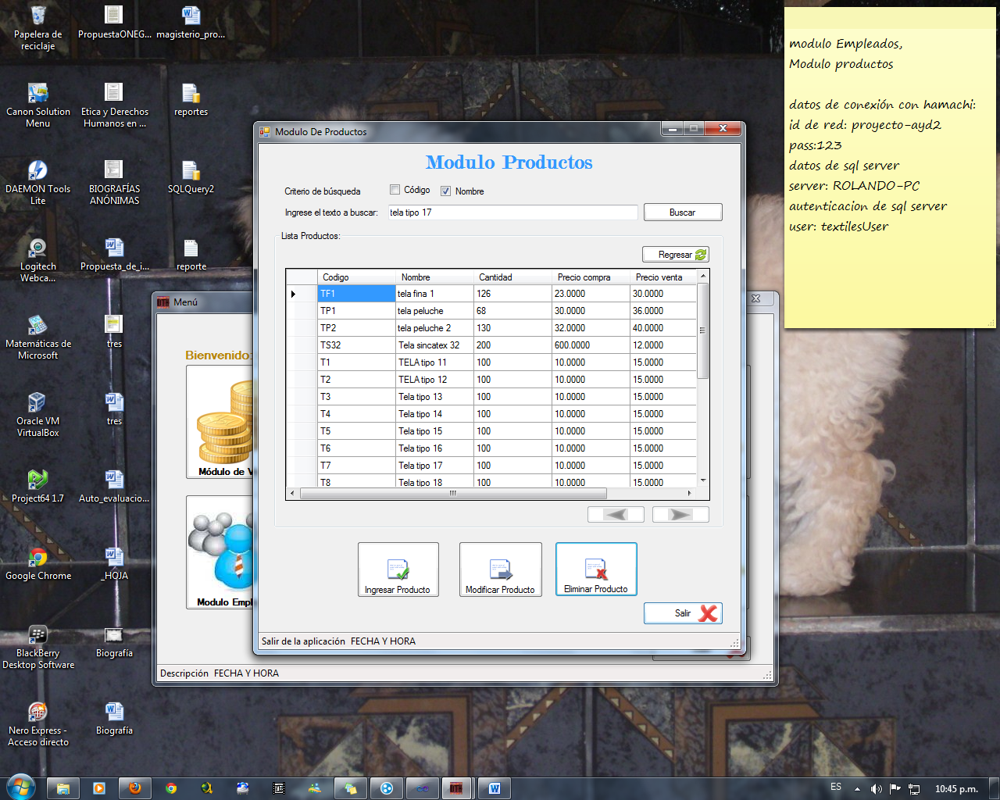 Papelera de
reciclaje
PropuestaONEG...
magisterio_pro...
Canon Solution
Menu
Etica y Derechos
Humanos en ...
reportes
DAEMON Tools
Lite
BIOGRAFÍAS
ANÓNIMAS
SQLQuery2
Logitech
Webca...
Propuesta_de_i...
reporte
Matemáticas de
Microsoft
tres
Oracle VM
VirtualBox
tres
Project64 1.7
Auto_evaluacio...
Google Chrome
_HOJA
BlackBerry
Desktop Software
Biografía
Nero Express -
Acceso directo
Biografía
modulo Empleados,
Modulo productos
datos de conexión con hamachi:
id de red: proyecto-ayd2
pass:123
datos de sql server
server: ROLANDO-PC
autenticacion de sql server
user: textilesUser
Menú
Bienvenido:
Módulo de V
Modulo Empl
Descripción FECHA Y HORA
Modulo De Productos
Modulo Productos
Criterio de búsqueda Código Nombre
Ingrese el texto a buscar: tela tipo 17 Buscar
Lista Productos:
Regresar
Codigo Nombre Cantidad Precio compra Precio venta
TF1 tela fina 1 126 23.0000 30.0000
TP1 tela peluche 68 30.0000 36.0000
TP2 tela peluche 2 130 32.0000 40.0000
TS32 Tela sincatex 32 200 600.0000 12.0000
T1 TELA tipo 11 100 10.0000 15.0000
T2 TELA tipo 12 100 10.0000 15.0000
T3 Tela tipo 13 100 10.0000 15.0000
T4 Tela tipo 14 100 10.0000 15.0000
T5 Tela tipo 15 100 10.0000 15.0000
T6 Tela tipo 16 100 10.0000 15.0000
T7 Tela tipo 17 100 10.0000 15.0000
T8 Tela tipo 18 100 10.0000 15.0000
Ingresar Producto Modificar Producto Eliminar Producto
Salir
Salir de la aplicación FECHA Y HORA
ES 10:45 p.m.